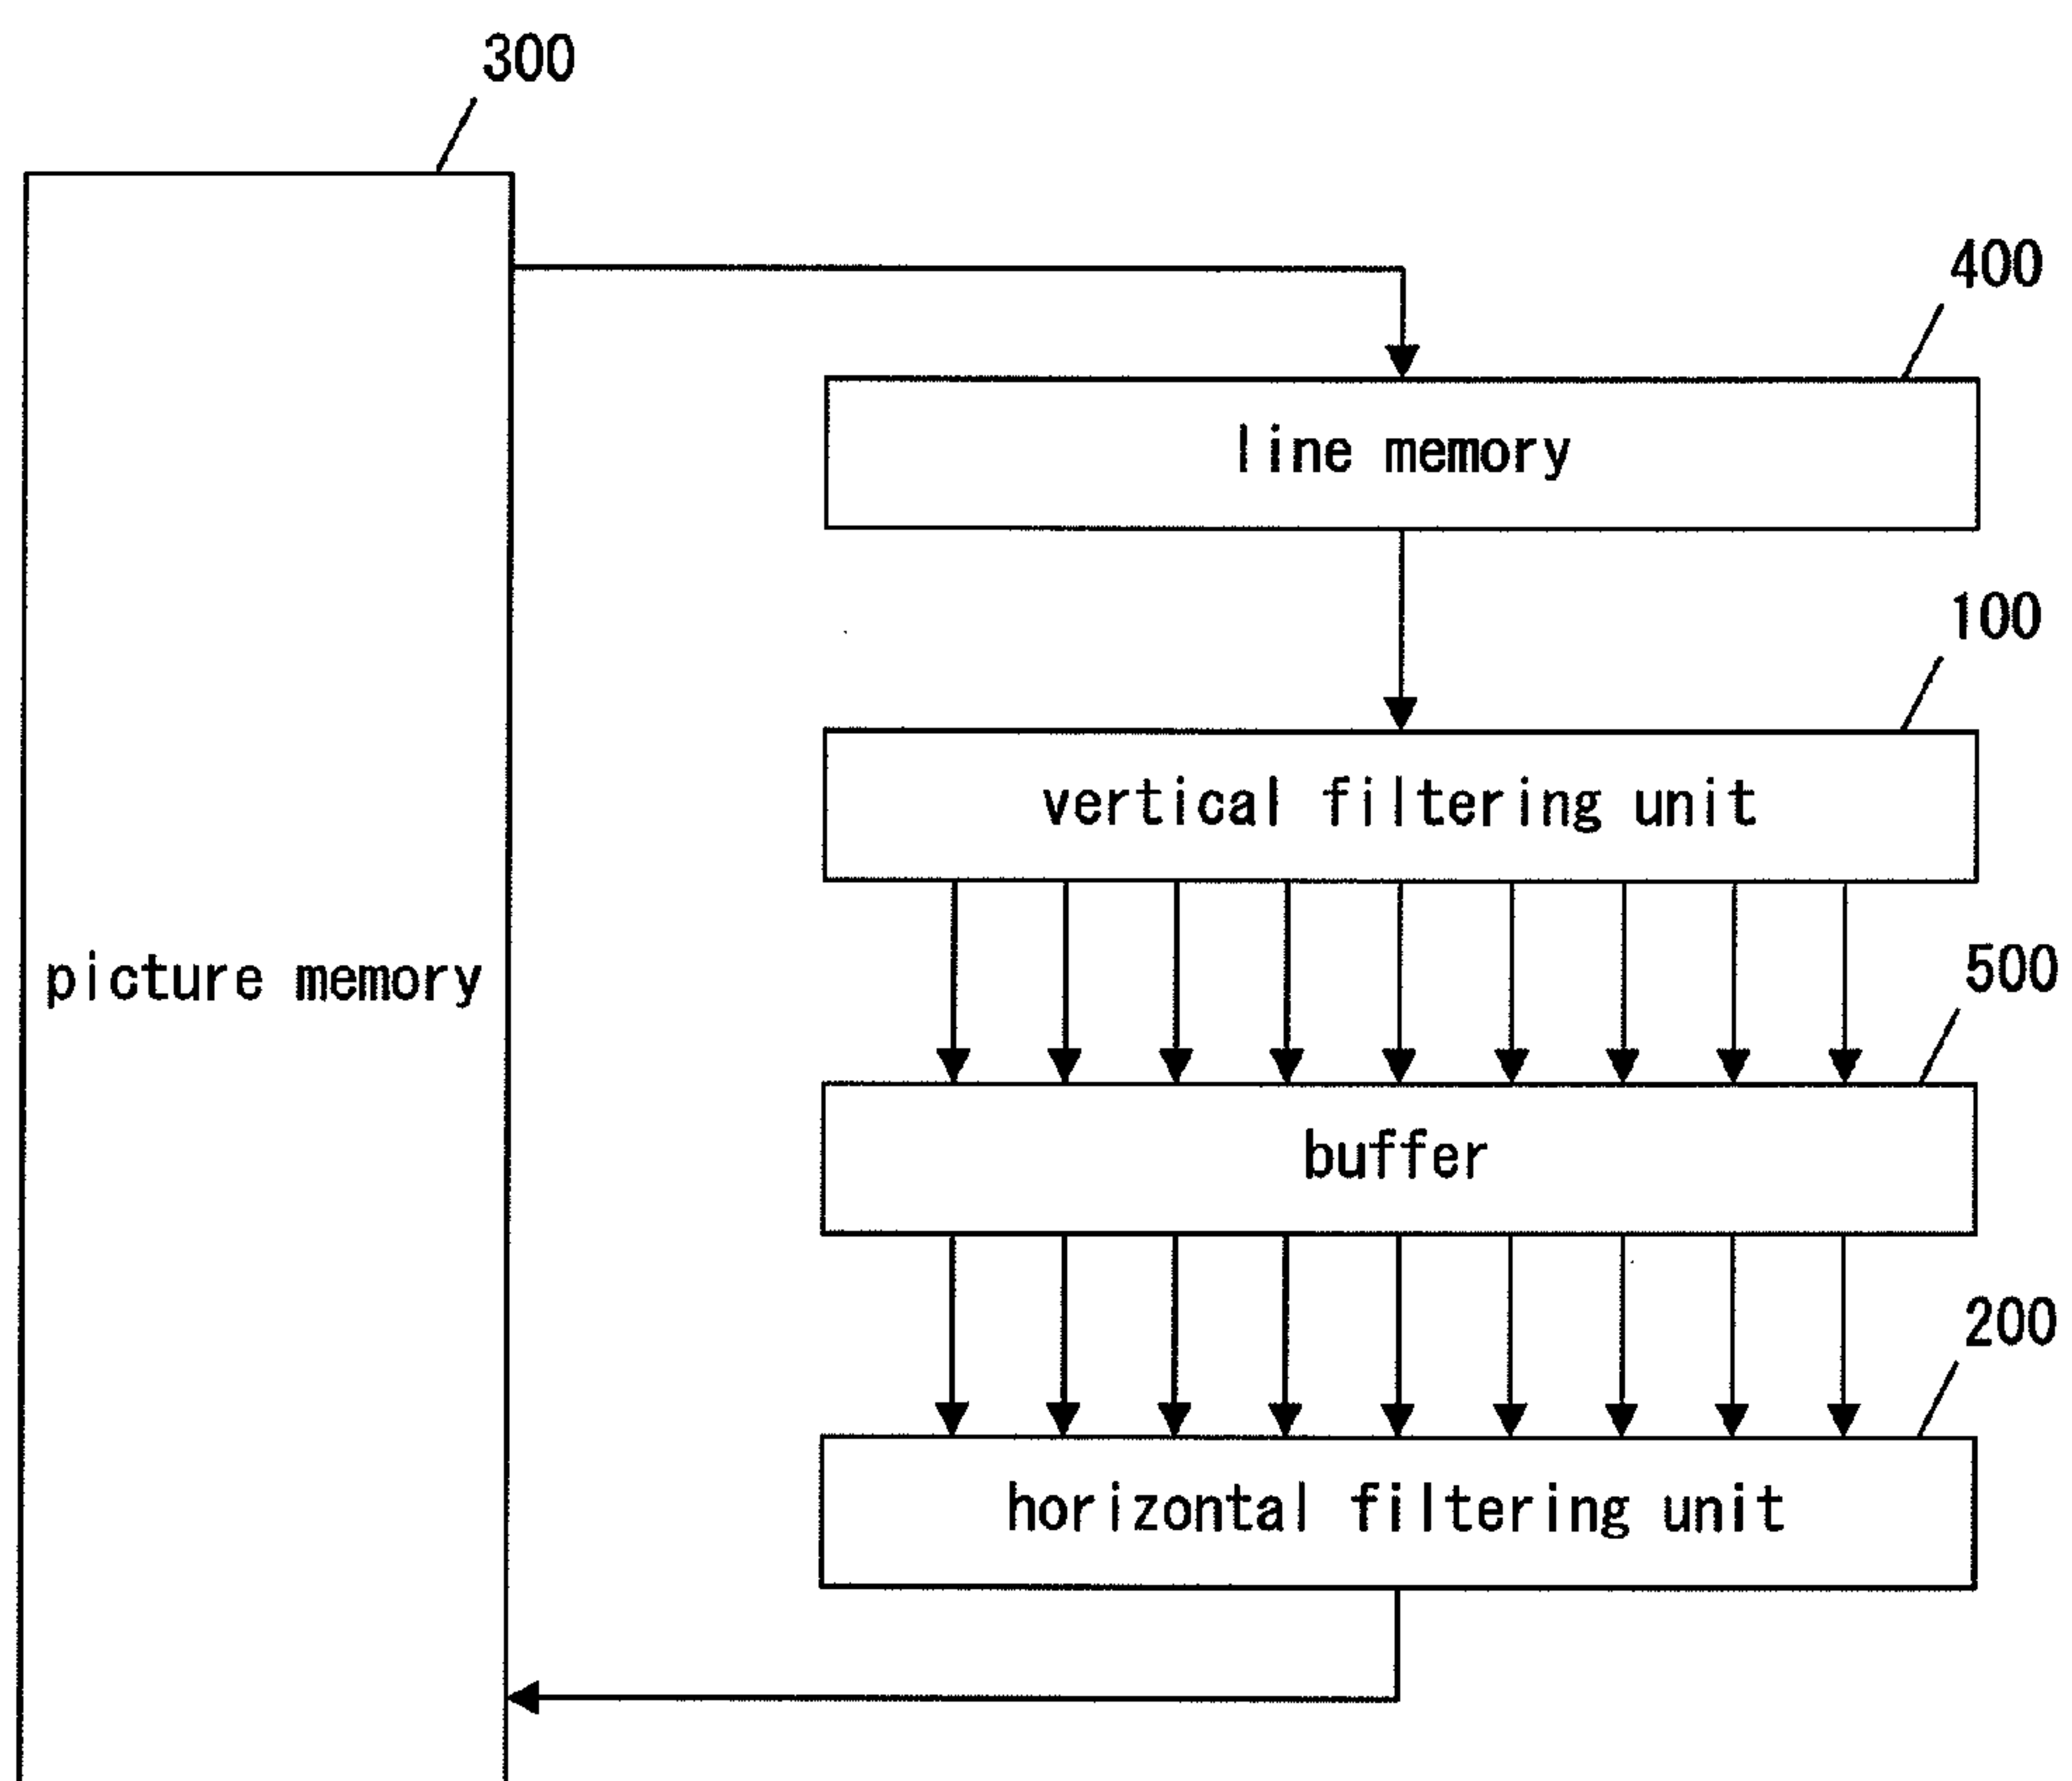 300
400
line memory
100
vertical filtering unit
picture memory
500
buffer
200
horizontal filtering unit